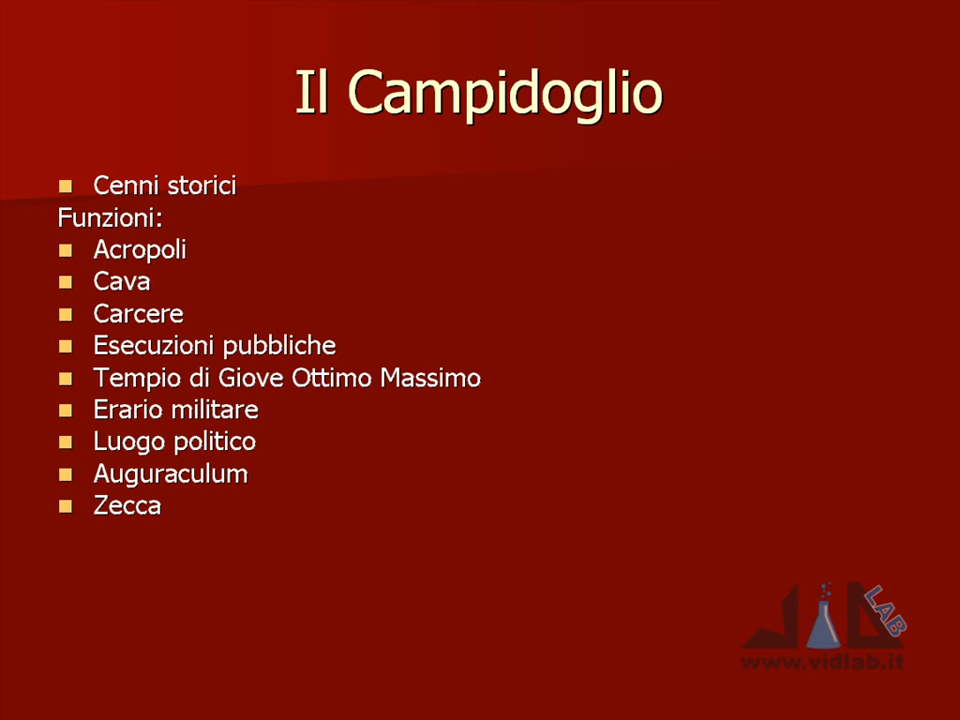 Il Campidoglio
Cenni storici
Funzioni:
Acropoli
Cava
Carcere
Esecuzioni pubbliche
Tempio di Giove Ottimo Massimo
Erario militare
Luogo politico
Auguraculum
Zecca
LAB
www.vidlab.it